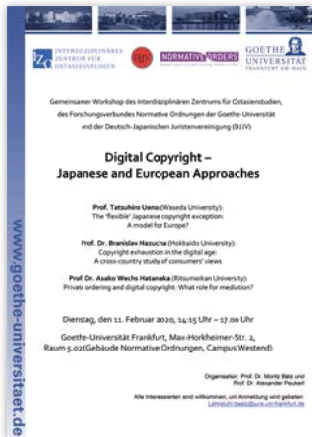 INTERDISZIPLINÄRES
ZENTRUM FÜR
OSTASIENSTUDIEN
NORMATIVE ORDERS
GOETHE
UNIVERSITÄT
FRANKFURT AM MAIN
Gemeinsamer Workshop des Interdisziplinären Zentrums für Ostasienstudien,
des Forschungsverbundes Normative Ordnungen der Goethe-Universität
und der Deutsch-Japanischen Juristenvereinigung (DJJV)
Digital Copyright –
Japanese and European Approaches
Prof. Tatsuhiro Ueno (Waseda University):
The 'flexible' Japanese copyright exception:
A model for Europe?
Prof. Dr. Branislav Hazucha (Hokkaido University):
Copyright exhaustion in the digital age:
A cross-country study of consumers' views
Prof Dr. Asako Wechs Hatanaka (Ritsumeikan University):
Private ordering and digital copyright: What role for mediation?
Dienstag, den 11. Februar 2020, 14:15 Uhr – 17.00 Uhr
Goethe-Universität Frankfurt, Max-Horkheimer-Str. 2,
Raum 5.02(Gebäude Normative Ordnungen, Campus Westend)
Organisation: Prof. Dr. Moritz Bälz und
Prof. Dr. Alexander Peukert
Alle Interessierten sind willkommen, um Anmeldung wird gebeten:
www.goethe-universitaet.de